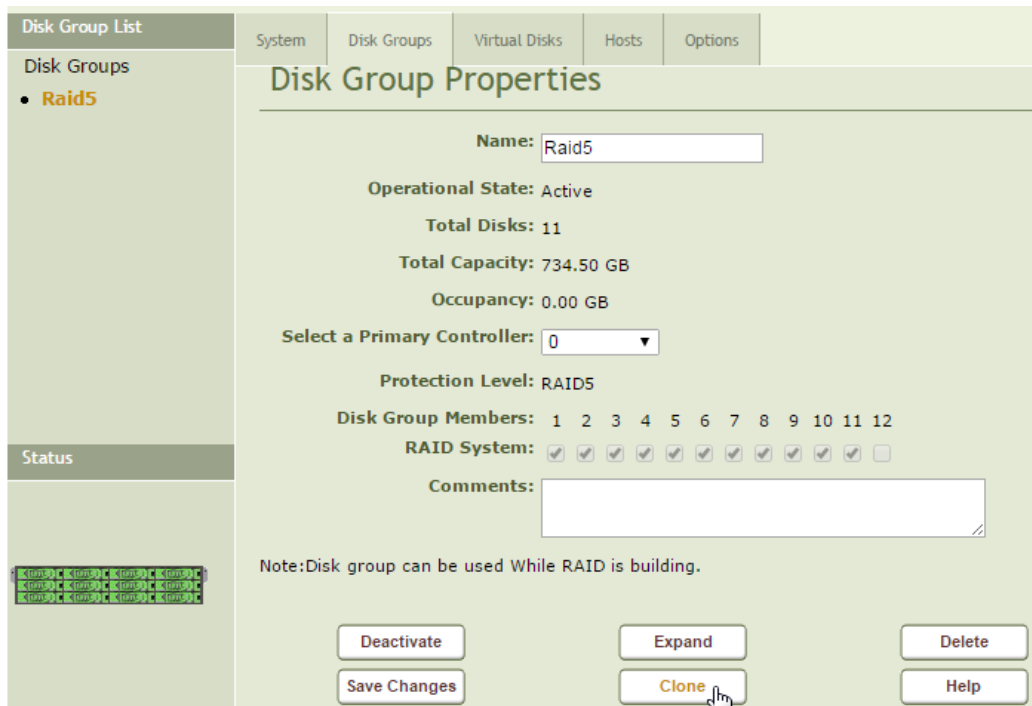 Disk Group List
Disk Groups
Raid5
Status
System Disk Groups Virtual Disks Hosts Options
Disk Group Properties
Name: Raid5
Operational State: Active
Total Disks: 11
Total Capacity: 734.50 GB
Occupancy: 0.00 GB
Select a Primary Controller: 0
Protection Level: RAID5
Disk Group Members: 1 2 3 4 5 6 7 8 9 10 11 12
RAID System:
Comments:
Note:Disk group can be used While RAID is building.
Deactivate Expand Delete
Save Changes Clone Help